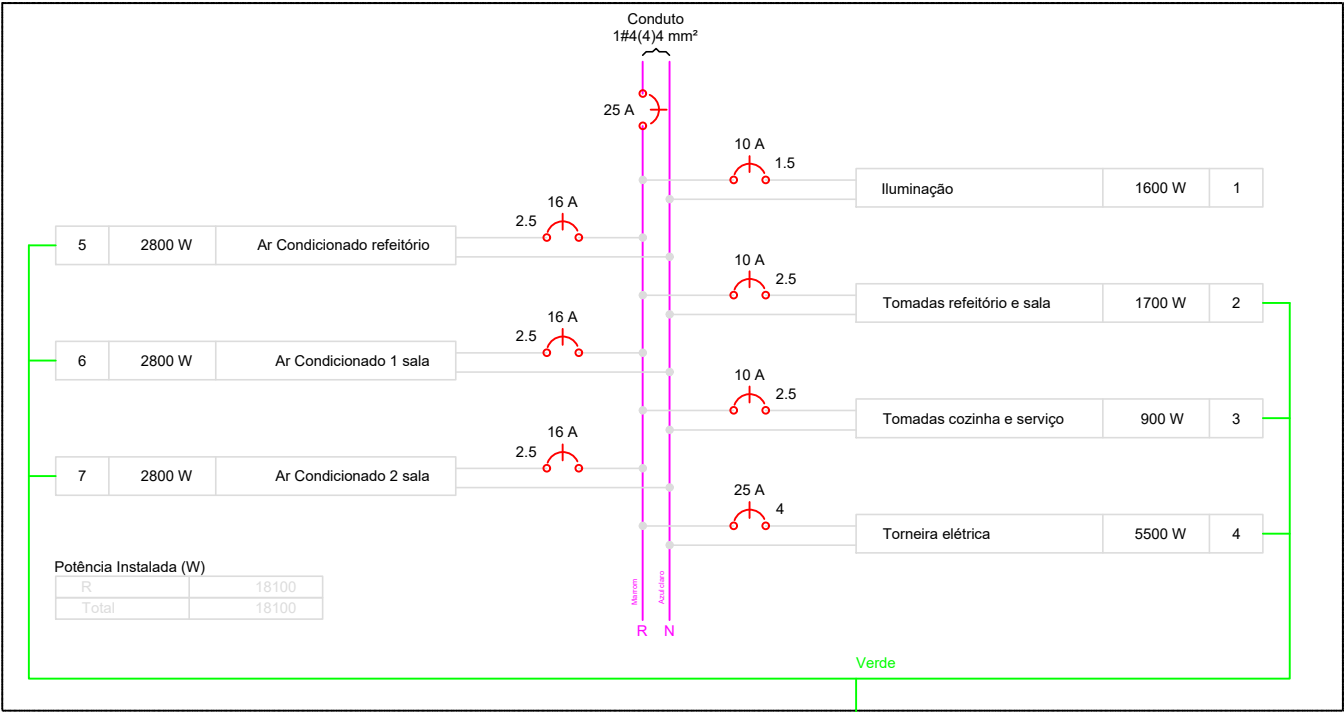 Conduto
1#4(4)4 mm²
25 A
10 A
1.5
Iluminação 1600 W 1
16 A
2.5
5 2800 W Ar Condicionado refeitório
10 A
2.5
Tomadas refeitório e sala 1700 W 2
16 A
2.5
6 2800 W Ar Condicionado 1 sala
10 A
2.5
Tomadas cozinha e serviço 900 W 3
16 A
2.5
7 2800 W Ar Condicionado 2 sala
25 A
4
Torneira elétrica 5500 W 4
Potência Instalada (W)
R 18100
Total 18100
Marrom
Azul claro
R N
Verde